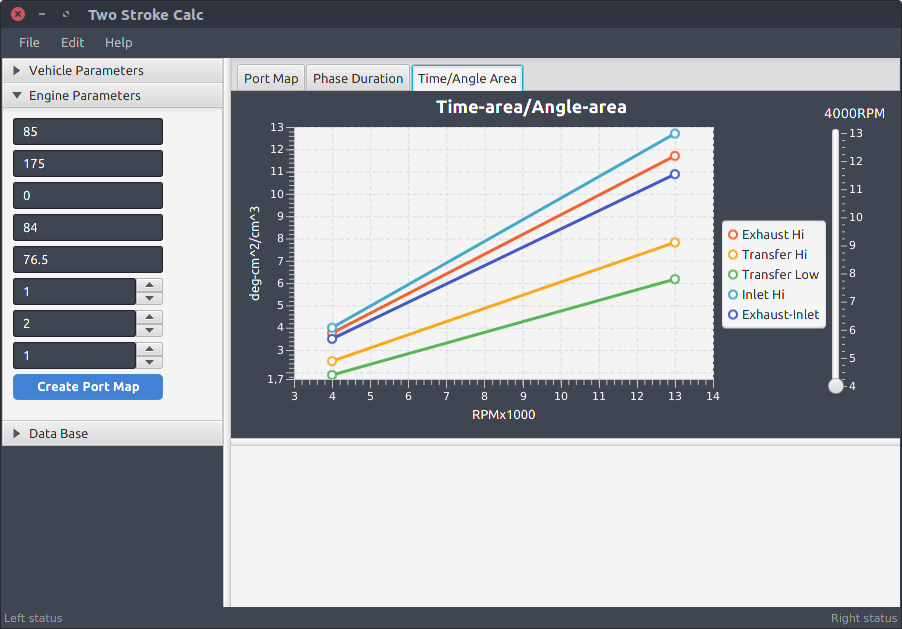 Two Stroke Calc
File Edit Help
Vehicle Parameters
Engine Parameters
85
175
0
84
76.5
1
2
1
Create Port Map
Data Base
Port Map Phase Duration Time/Angle Area
Time-area/Angle-area
deg-cm^2/cm^3
13
12
11
10
9
8
7
6
5
4
3
1,7
3 4 5 6 7 8 9 10 11 12 13 14
RPMx1000
Exhaust Hi
Transfer Hi
Transfer Low
Inlet Hi
Exhaust-Inlet
4000RPM
13
12
11
10
9
8
7
6
5
4
Left status
Right status